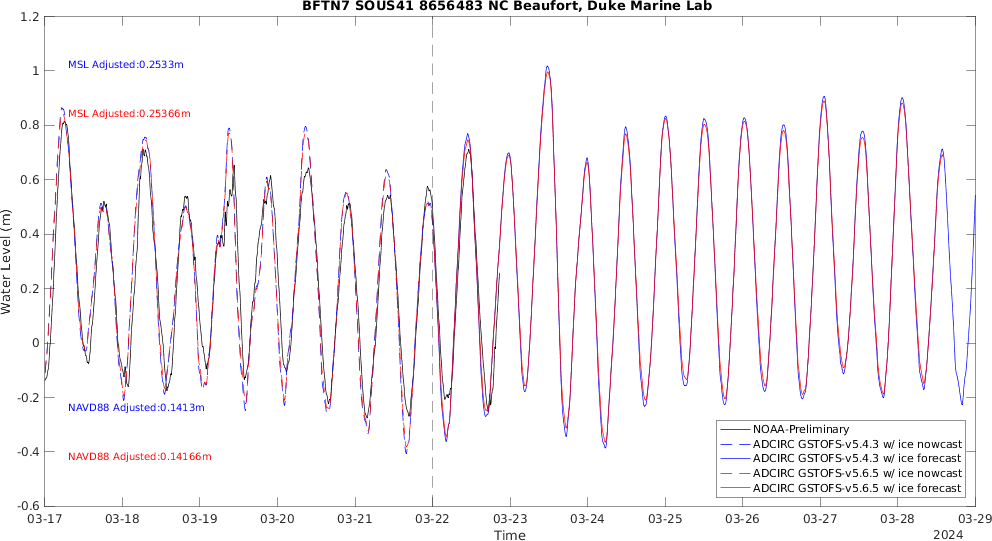 BFTN7 SOUS41 8656483 NC Beaufort, Duke Marine Lab
1.2
1
0.8
0.6
0.4
0.2
0
-0.2
-0.4
-0.6
Water Level (m)
MSL Adjusted:0.2533m
MSL Adjusted:0.25366m
NAVD88 Adjusted:0.1413m
NAVD88 Adjusted:0.14166m
NOAA-Preliminary
ADCIRC GSTOFS-v5.4.3 w/ ice nowcast
ADCIRC GSTOFS-v5.4.3 w/ ice forecast
ADCIRC GSTOFS-v5.6.5 w/ ice nowcast
ADCIRC GSTOFS-v5.6.5 w/ ice forecast
03-17 03-18 03-19 03-20 03-21 03-22 03-23 03-24 03-25 03-26 03-27 03-28 03-29
Time
2024